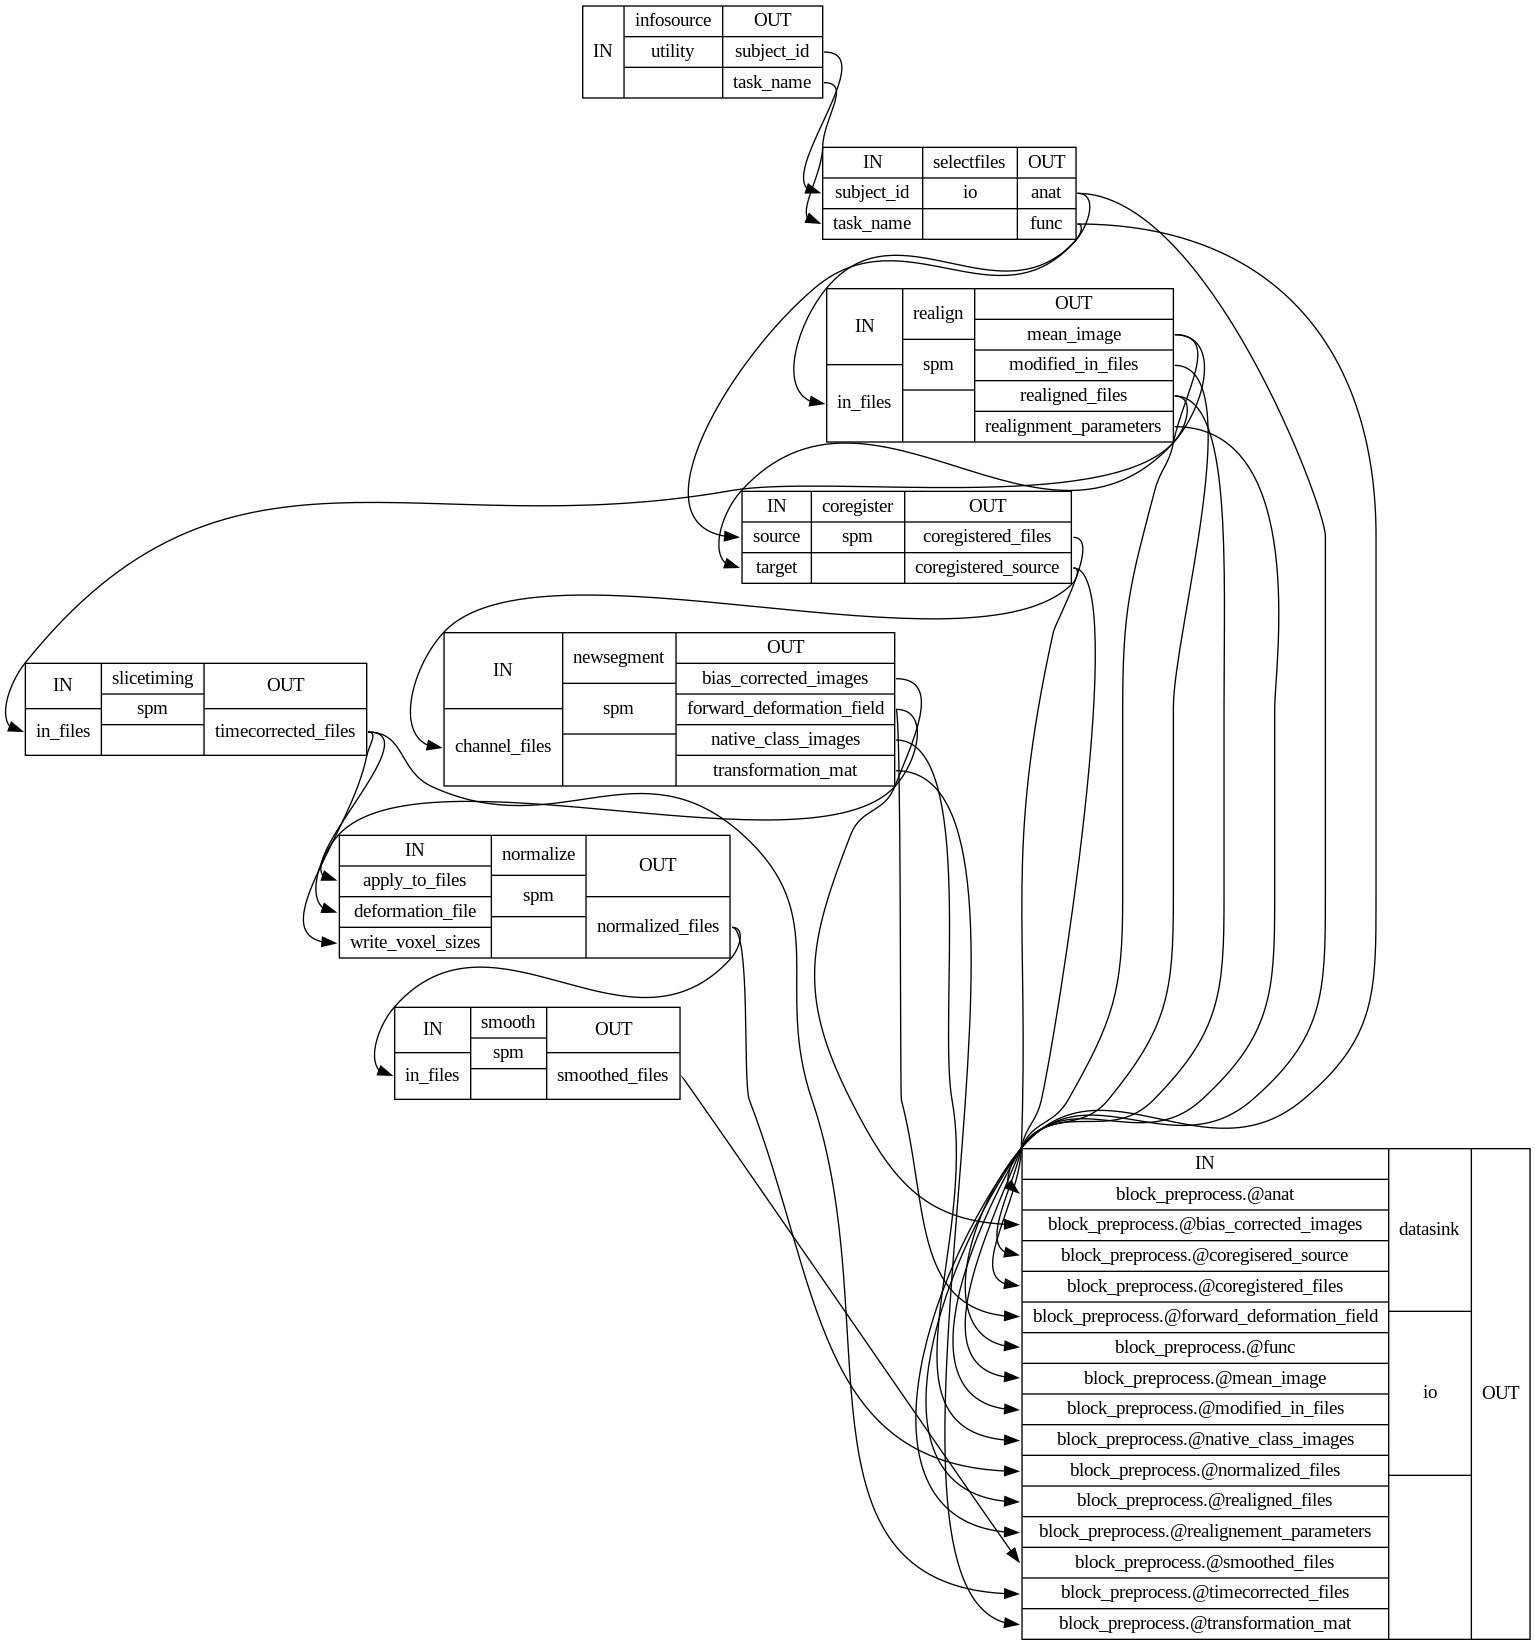 IN infosource OUT
utility subject_id
task_name
IN selectfiles OUT
subject_id io anat
task_name func
IN realign OUT
mean_image
spm modified_in_files
in_files realigned_files
realignment_parameters
IN coregister OUT
source spm coregistered_files
target coregistered_source
IN newsegment OUT
bias_corrected_images
spm forward_deformation_field
channel_files native_class_images
transformation_mat
IN slicetiming OUT
spm
in_files timecorrected_files
IN normalize OUT
apply_to_files
deformation_file spm normalized_files
write_voxel_sizes
IN smooth OUT
spm
in_files smoothed_files
IN
block_preprocess.@anat
block_preprocess.@bias_corrected_images datasink
block_preprocess.@coregisered_source
block_preprocess.@coregistered_files
block_preprocess.@forward_deformation_field
block_preprocess.@func
block_preprocess.@mean_image io OUT
block_preprocess.@modified_in_files
block_preprocess.@native_class_images
block_preprocess.@normalized_files
block_preprocess.@realigned_files
block_preprocess.@realignement_parameters
block_preprocess.@smoothed_files
block_preprocess.@timecorrected_files
block_preprocess.@transformation_mat